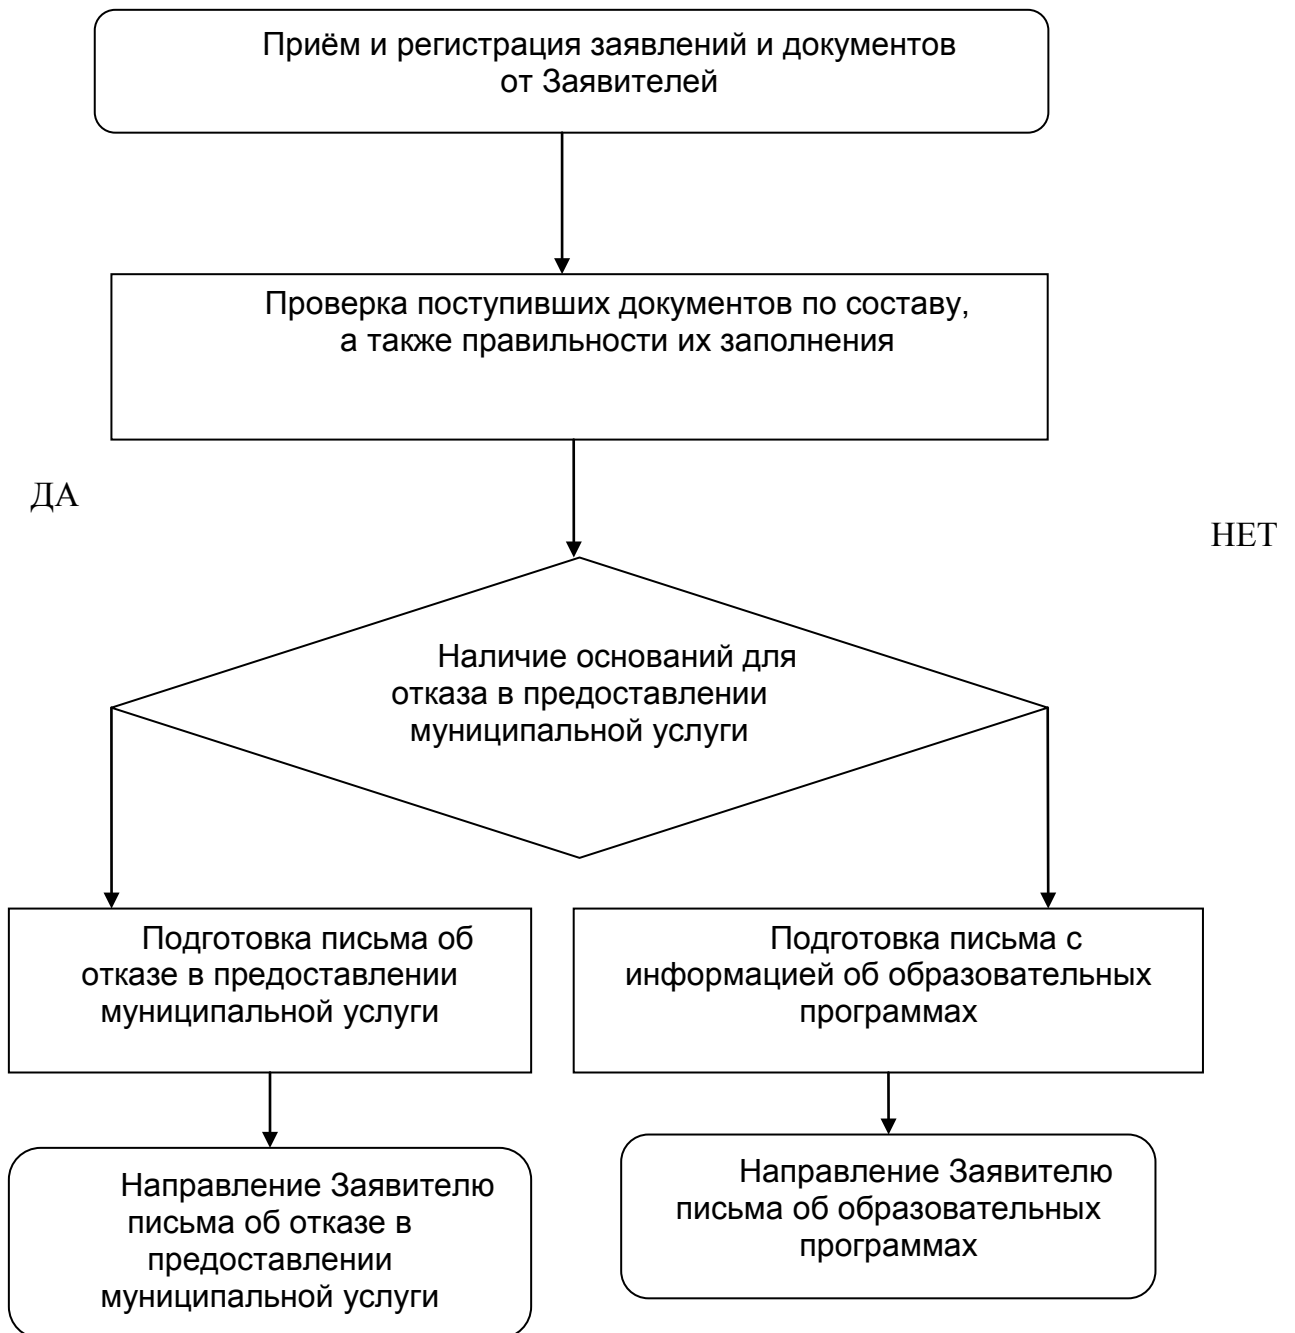 Приём и регистрация заявлений и документов
от Заявителей
Проверка поступивших документов по составу,
а также правильности их заполнения
ДА
НЕТ
Наличие оснований для
отказа в предоставлении
муниципальной услуги
Подготовка письма об
отказе в предоставлении
муниципальной услуги
Подготовка письма с
информацией об образовательных
программах
Направление Заявителю
письма об отказе в
предоставлении
муниципальной услуги
Направление Заявителю
письма об образовательных
программах